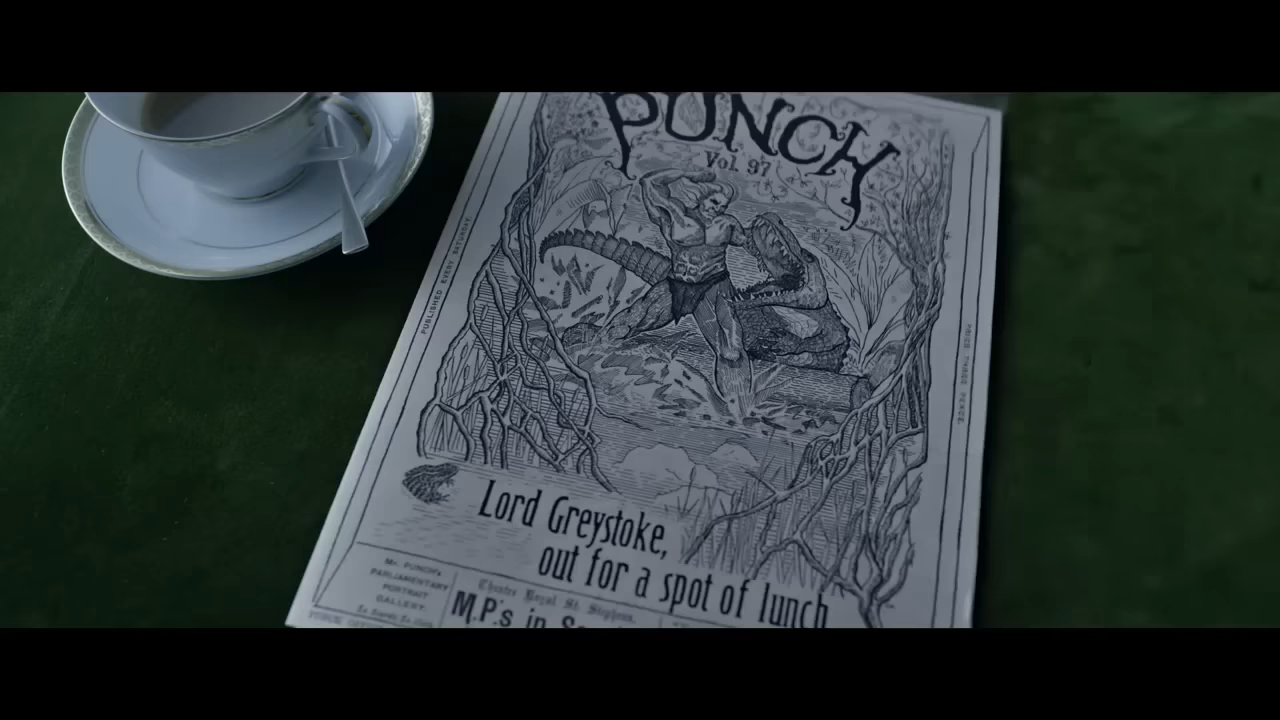 PUNCH
Vol. 97
PUBLISHED EVERY SATURDAY
PRICE THREE PENCE.
Lord Greystoke,
out for a spot of lunch
Mr. PUNCH's
PARLIAMENTARY
PORTRAIT
GALLERY.
Theatre Royal St. Stephens.
M.P.'s in